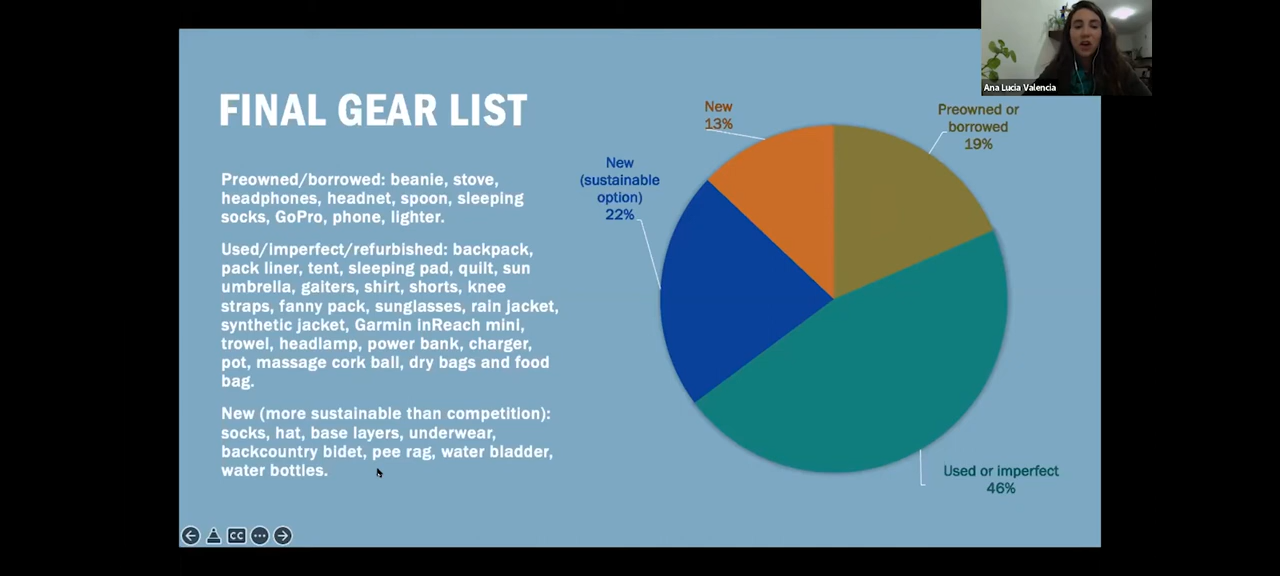 Ana Lucia Valencia
FINAL GEAR LIST
Preowned/borrowed: beanie, stove,
headphones, headnet, spoon, sleeping
socks, GoPro, phone, lighter.
Used/imperfect/refurbished: backpack,
pack liner, tent, sleeping pad, quilt, sun
umbrella, gaiters, shirt, shorts, knee
straps, fanny pack, sunglasses, rain jacket,
synthetic jacket, Garmin inReach mini,
trowel, headlamp, power bank, charger,
pot, massage cork ball, dry bags and food
bag.
New (more sustainable than competition):
socks, hat, base layers, underwear,
backcountry bidet, pee rag, water bladder,
water bottles.
New
13%
Preowned or
borrowed
19%
New
(sustainable
option)
22%
Used or imperfect
46%
CC